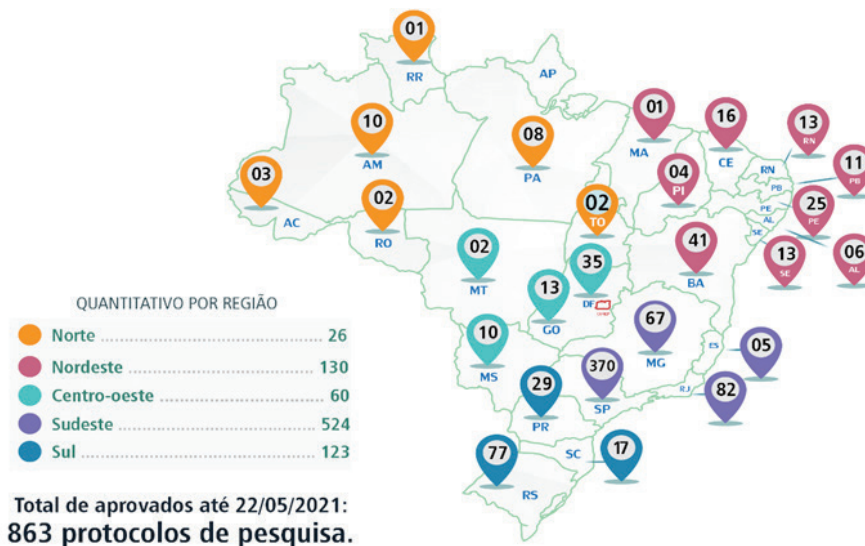 01
RR
AP
10
AM
08
PA
01
MA
16
CE
13
RN
RN
11
PB
PB
03
AC
02
RO
02
TO
04
PI
PE
25
PE
AL
SE
06
AL
13
SE
41
BA
02
MT
35
DF
13
GO
67
MG
10
MS
370
SP
ES
05
RJ
82
29
PR
77
RS
SC
17
QUANTITATIVO POR REGIÃO
Norte 26
Nordeste 130
Centro-oeste 60
Sudeste 524
Sul 123
Total de aprovados até 22/05/2021:
863 protocolos de pesquisa.